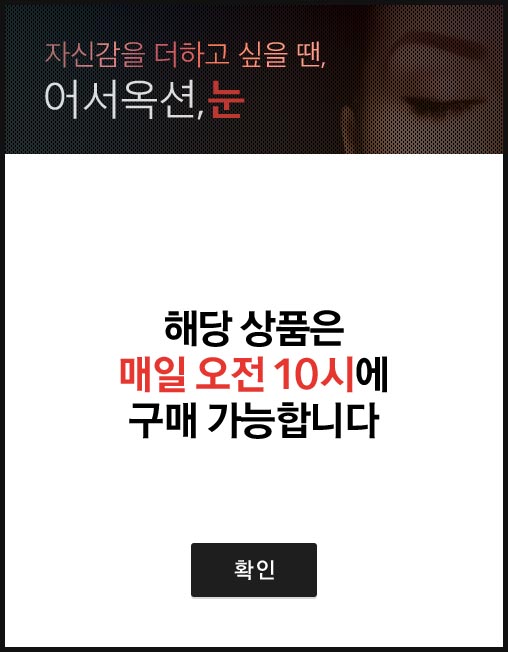 자신감을 더하고 싶을 땐,
어서옥션,눈
해당 상품은
매일 오전 10시에
구매 가능합니다
확인